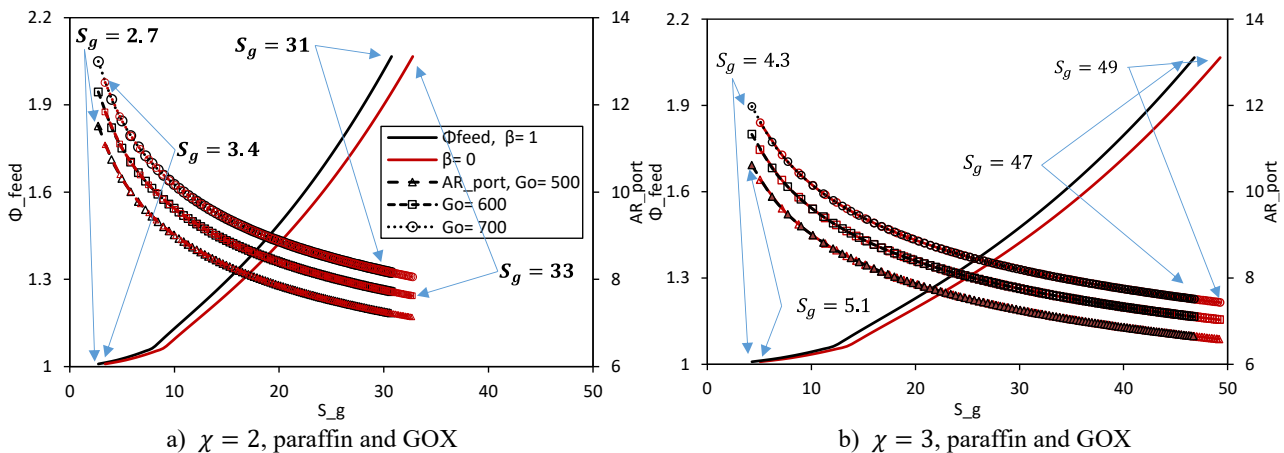 2.2
1.9
1.6
1.3
1
Φ_feed
14
12
10
8
6
AR_port
0
10
20
30
40
50
S_g
S_g = 2.7
S_g = 31
S_g = 3.4
S_g = 33
Φfeed, β= 1
β= 0
AR_port, Go= 500
Go= 600
Go= 700
a) χ = 2, paraffin and GOX
2.2
1.9
1.6
1.3
1
Φ_feed
14
12
10
8
6
AR_port
0
10
20
30
40
50
S_g
S_g = 4.3
S_g = 49
S_g = 47
S_g = 5.1
b) χ = 3, paraffin and GOX